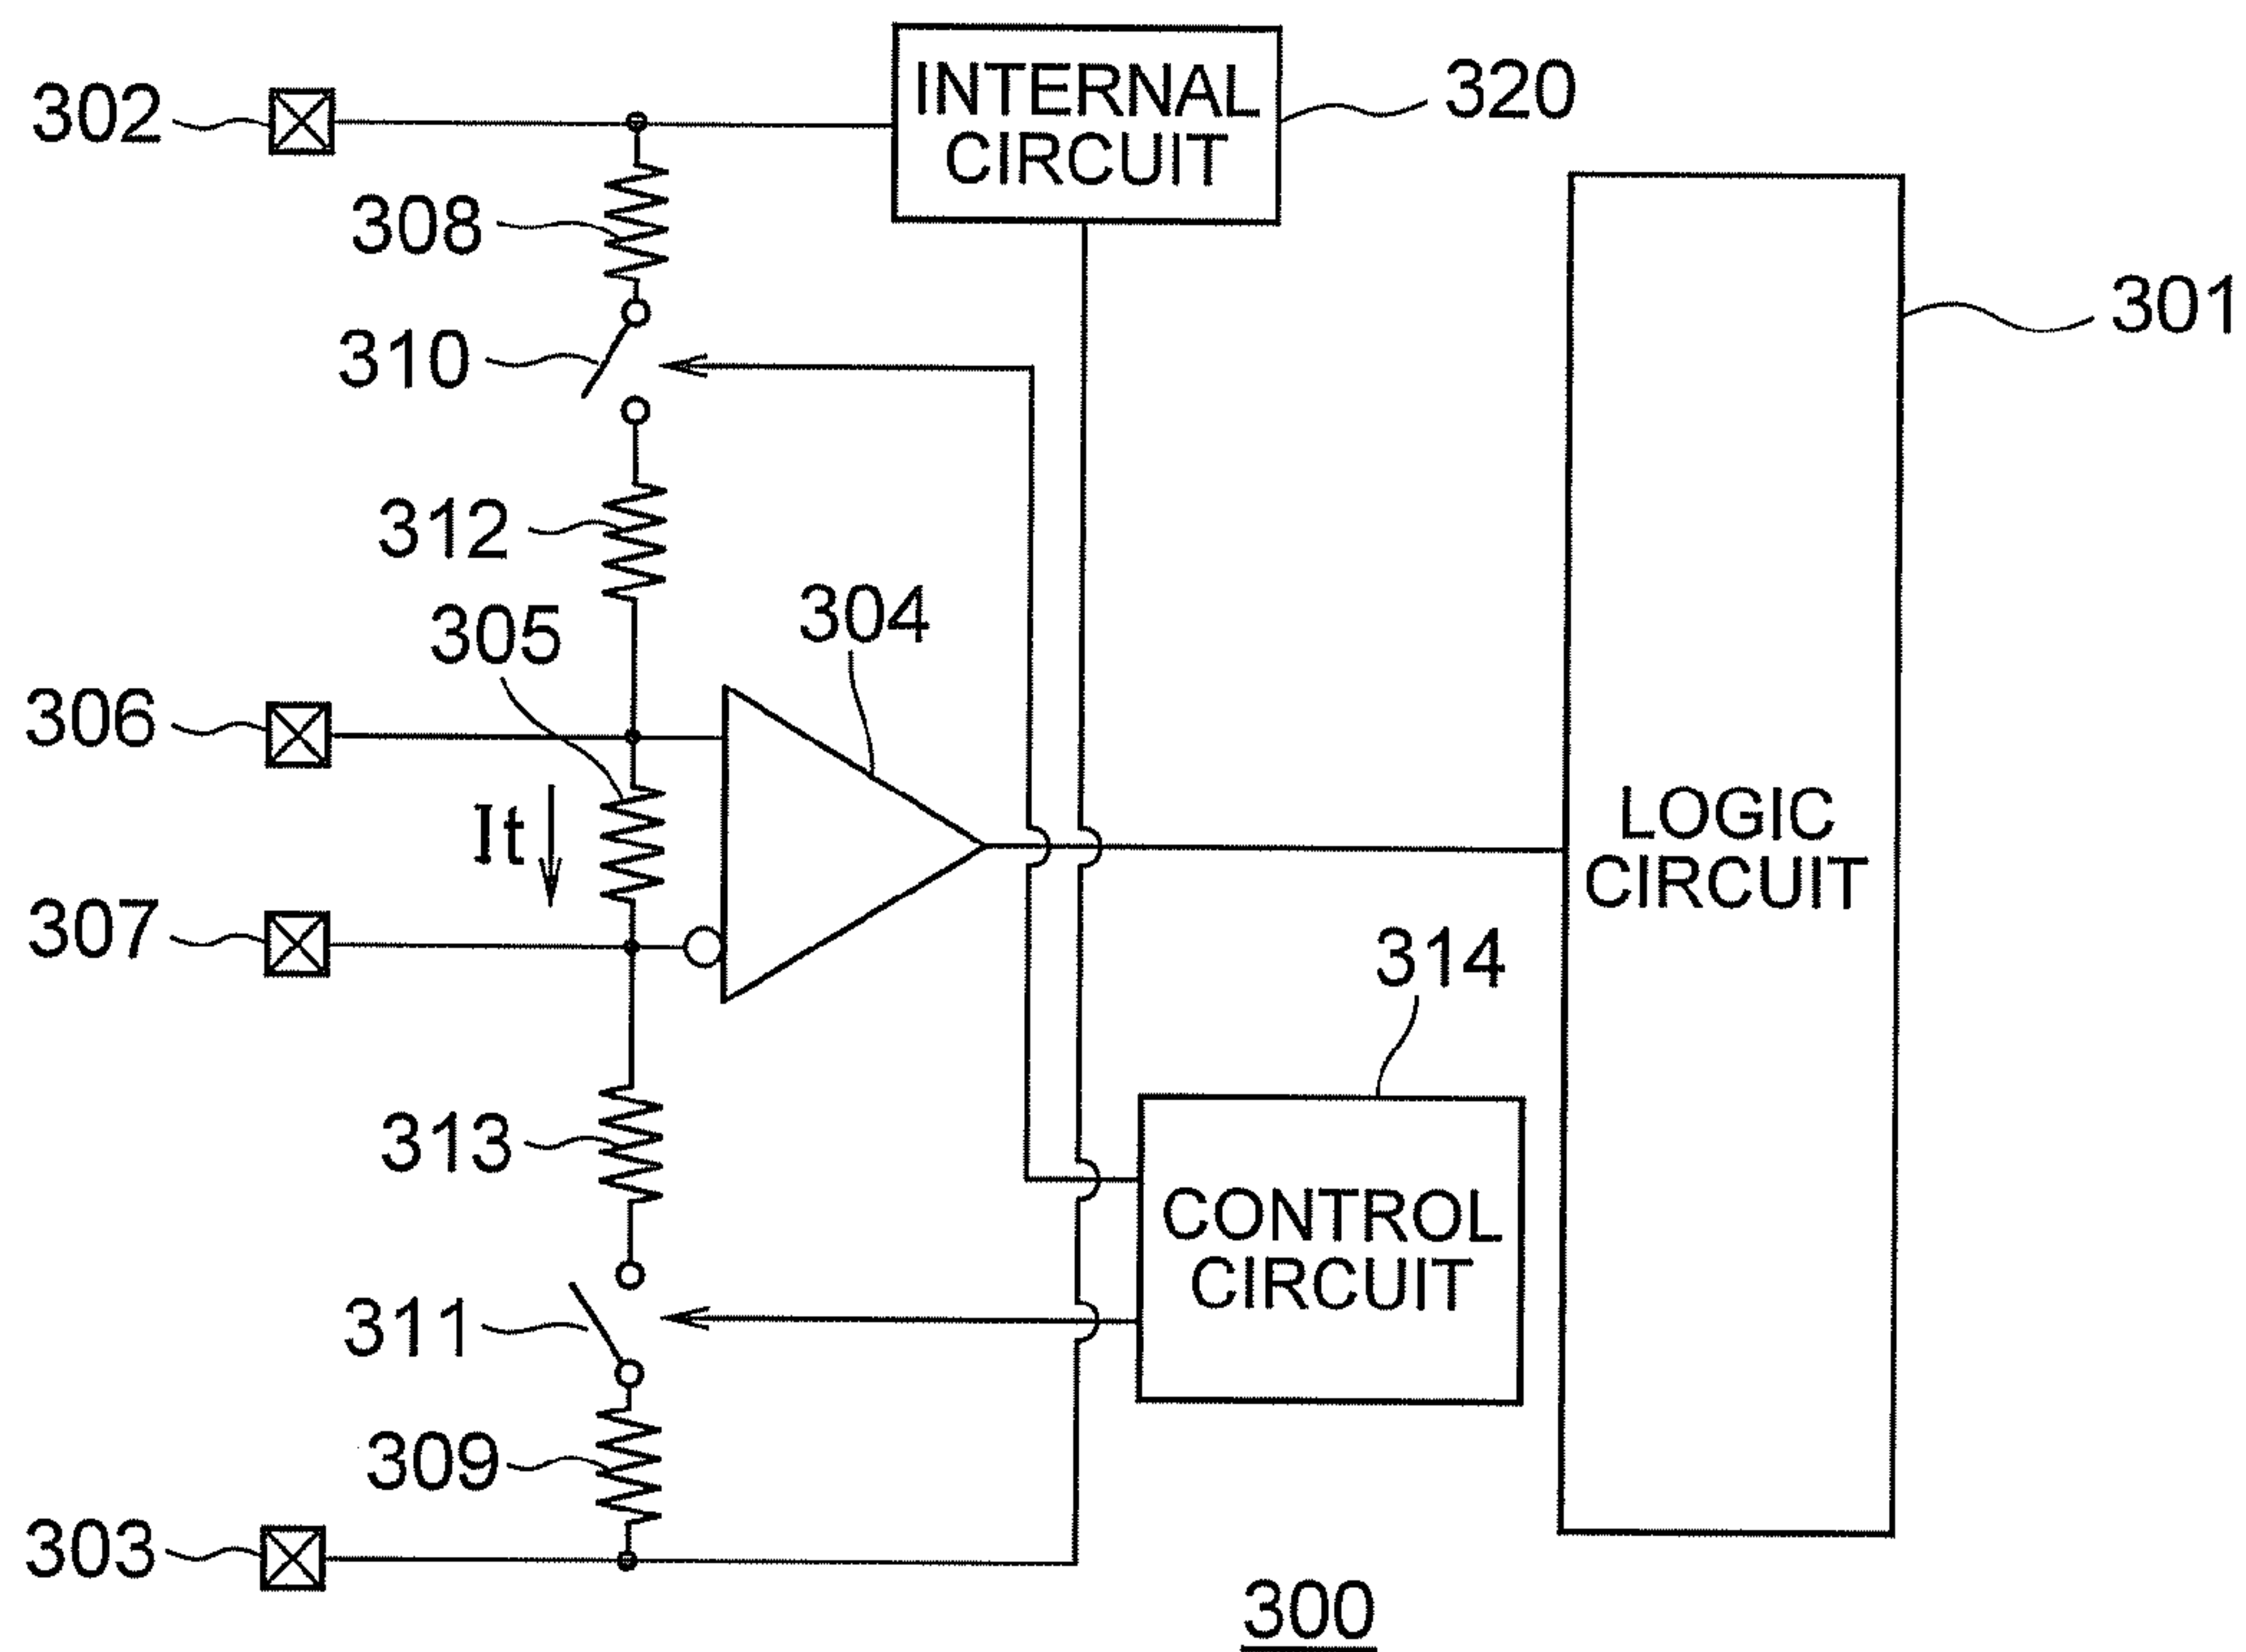 302
INTERNAL
CIRCUIT
320
308
301
310
312
304
305
306
It
LOGIC
CIRCUIT
307
314
313
CONTROL
CIRCUIT
311
309
303
300